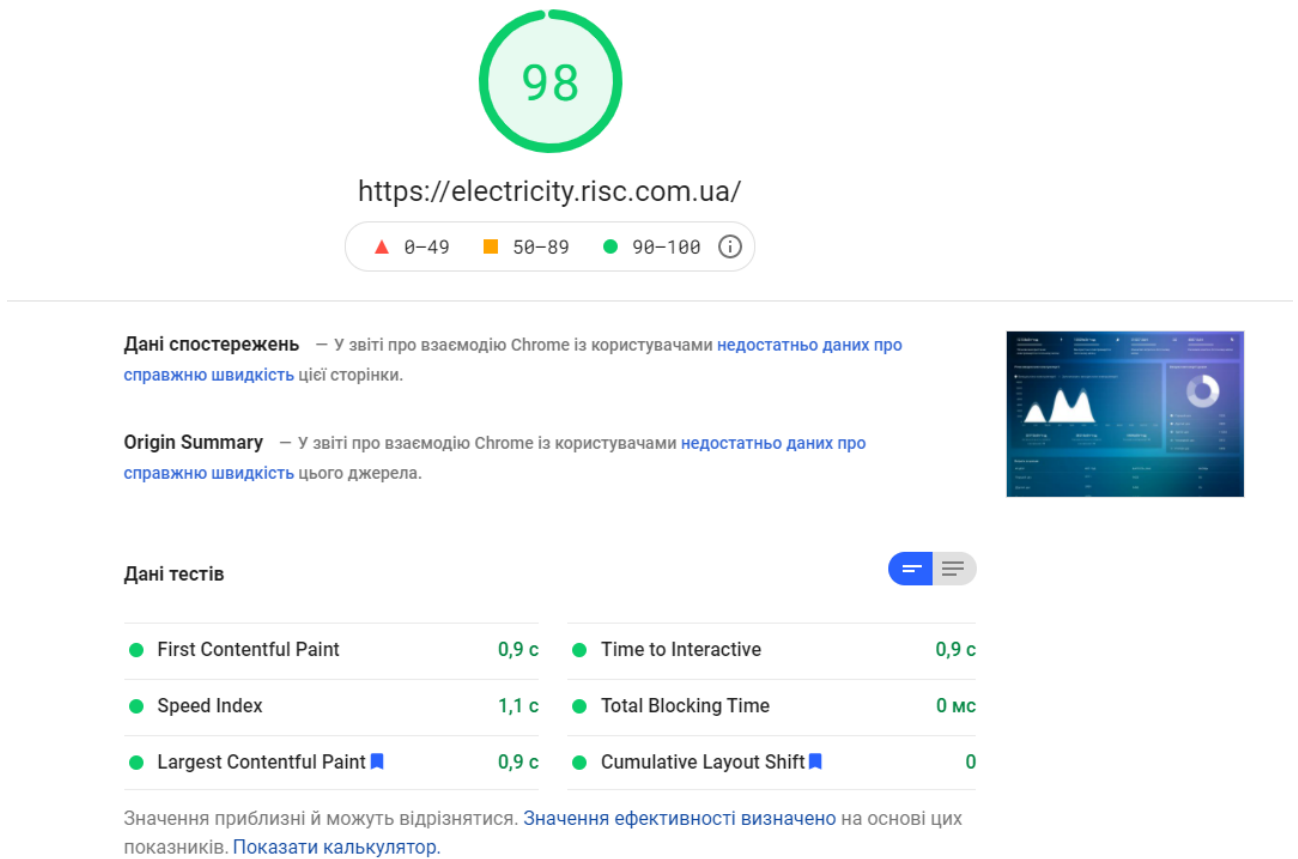 98
https://electricity.risc.com.ua/
0–49 50–89 90–100
Дані спостережень — У звіті про взаємодію Chrome із користувачами недостатньо даних про
справжню швидкість цієї сторінки.
Origin Summary — У звіті про взаємодію Chrome із користувачами недостатньо даних про
справжню швидкість цього джерела.
Дані тестів
First Contentful Paint 0,9 с
Time to Interactive 0,9 с
Speed Index 1,1 с
Total Blocking Time 0 мс
Largest Contentful Paint 0,9 с
Cumulative Layout Shift 0
Значення приблизні й можуть відрізнятися. Значення ефективності визначено на основі цих
показників. Показати калькулятор.